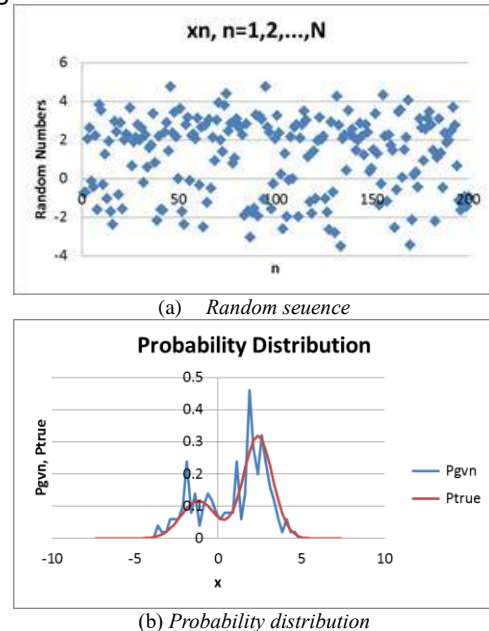 xn, n=1,2,...,N
Random Numbers
6
4
2
0
-2
-4
0
50
100
150
200
n
(a) Random seuence
Probability Distribution
Pgvn, Ptrue
0.5
0.4
0.3
0.2
0.1
0
-10
-5
0
5
10
x
Pgvn
Ptrue
(b) Probability distribution